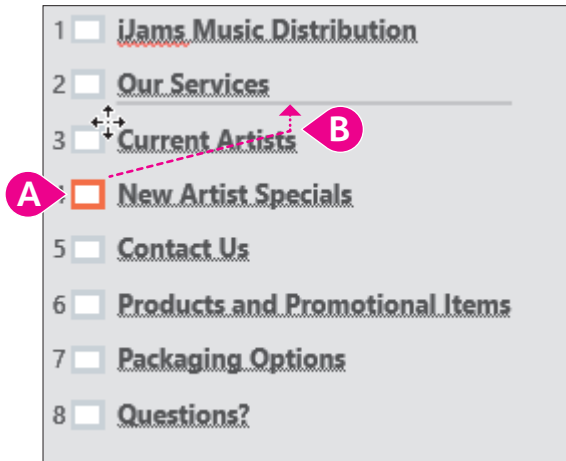 1 iJams Music Distribution
2 Our Services
3 Current Artists
B
A
New Artist Specials
5 Contact Us
6 Products and Promotional Items
7 Packaging Options
8 Questions?